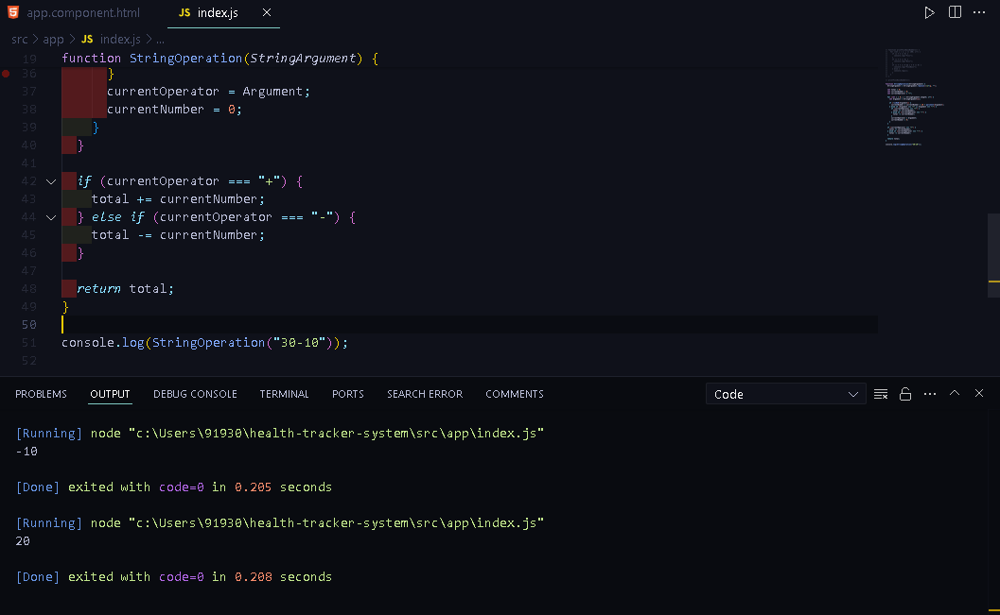 app.component.html JS index.js
src > app > JS index.js > ...
19 function StringOperation(StringArgument) {
36 }
37 currentOperator = Argument;
38 currentNumber = 0;
39 }
40 }
41
42 if (currentOperator === "+") {
43 total += currentNumber;
44 } else if (currentOperator === "-") {
45 total -= currentNumber;
46 }
47
48 return total;
49 }
50
51 console.log(StringOperation("30-10"));
52
PROBLEMS OUTPUT DEBUG CONSOLE TERMINAL PORTS SEARCH ERROR COMMENTS Code
[Running] node "c:\Users\91930\health-tracker-system\src\app\index.js"
-10
[Done] exited with code=0 in 0.205 seconds
[Running] node "c:\Users\91930\health-tracker-system\src\app\index.js"
20
[Done] exited with code=0 in 0.208 seconds